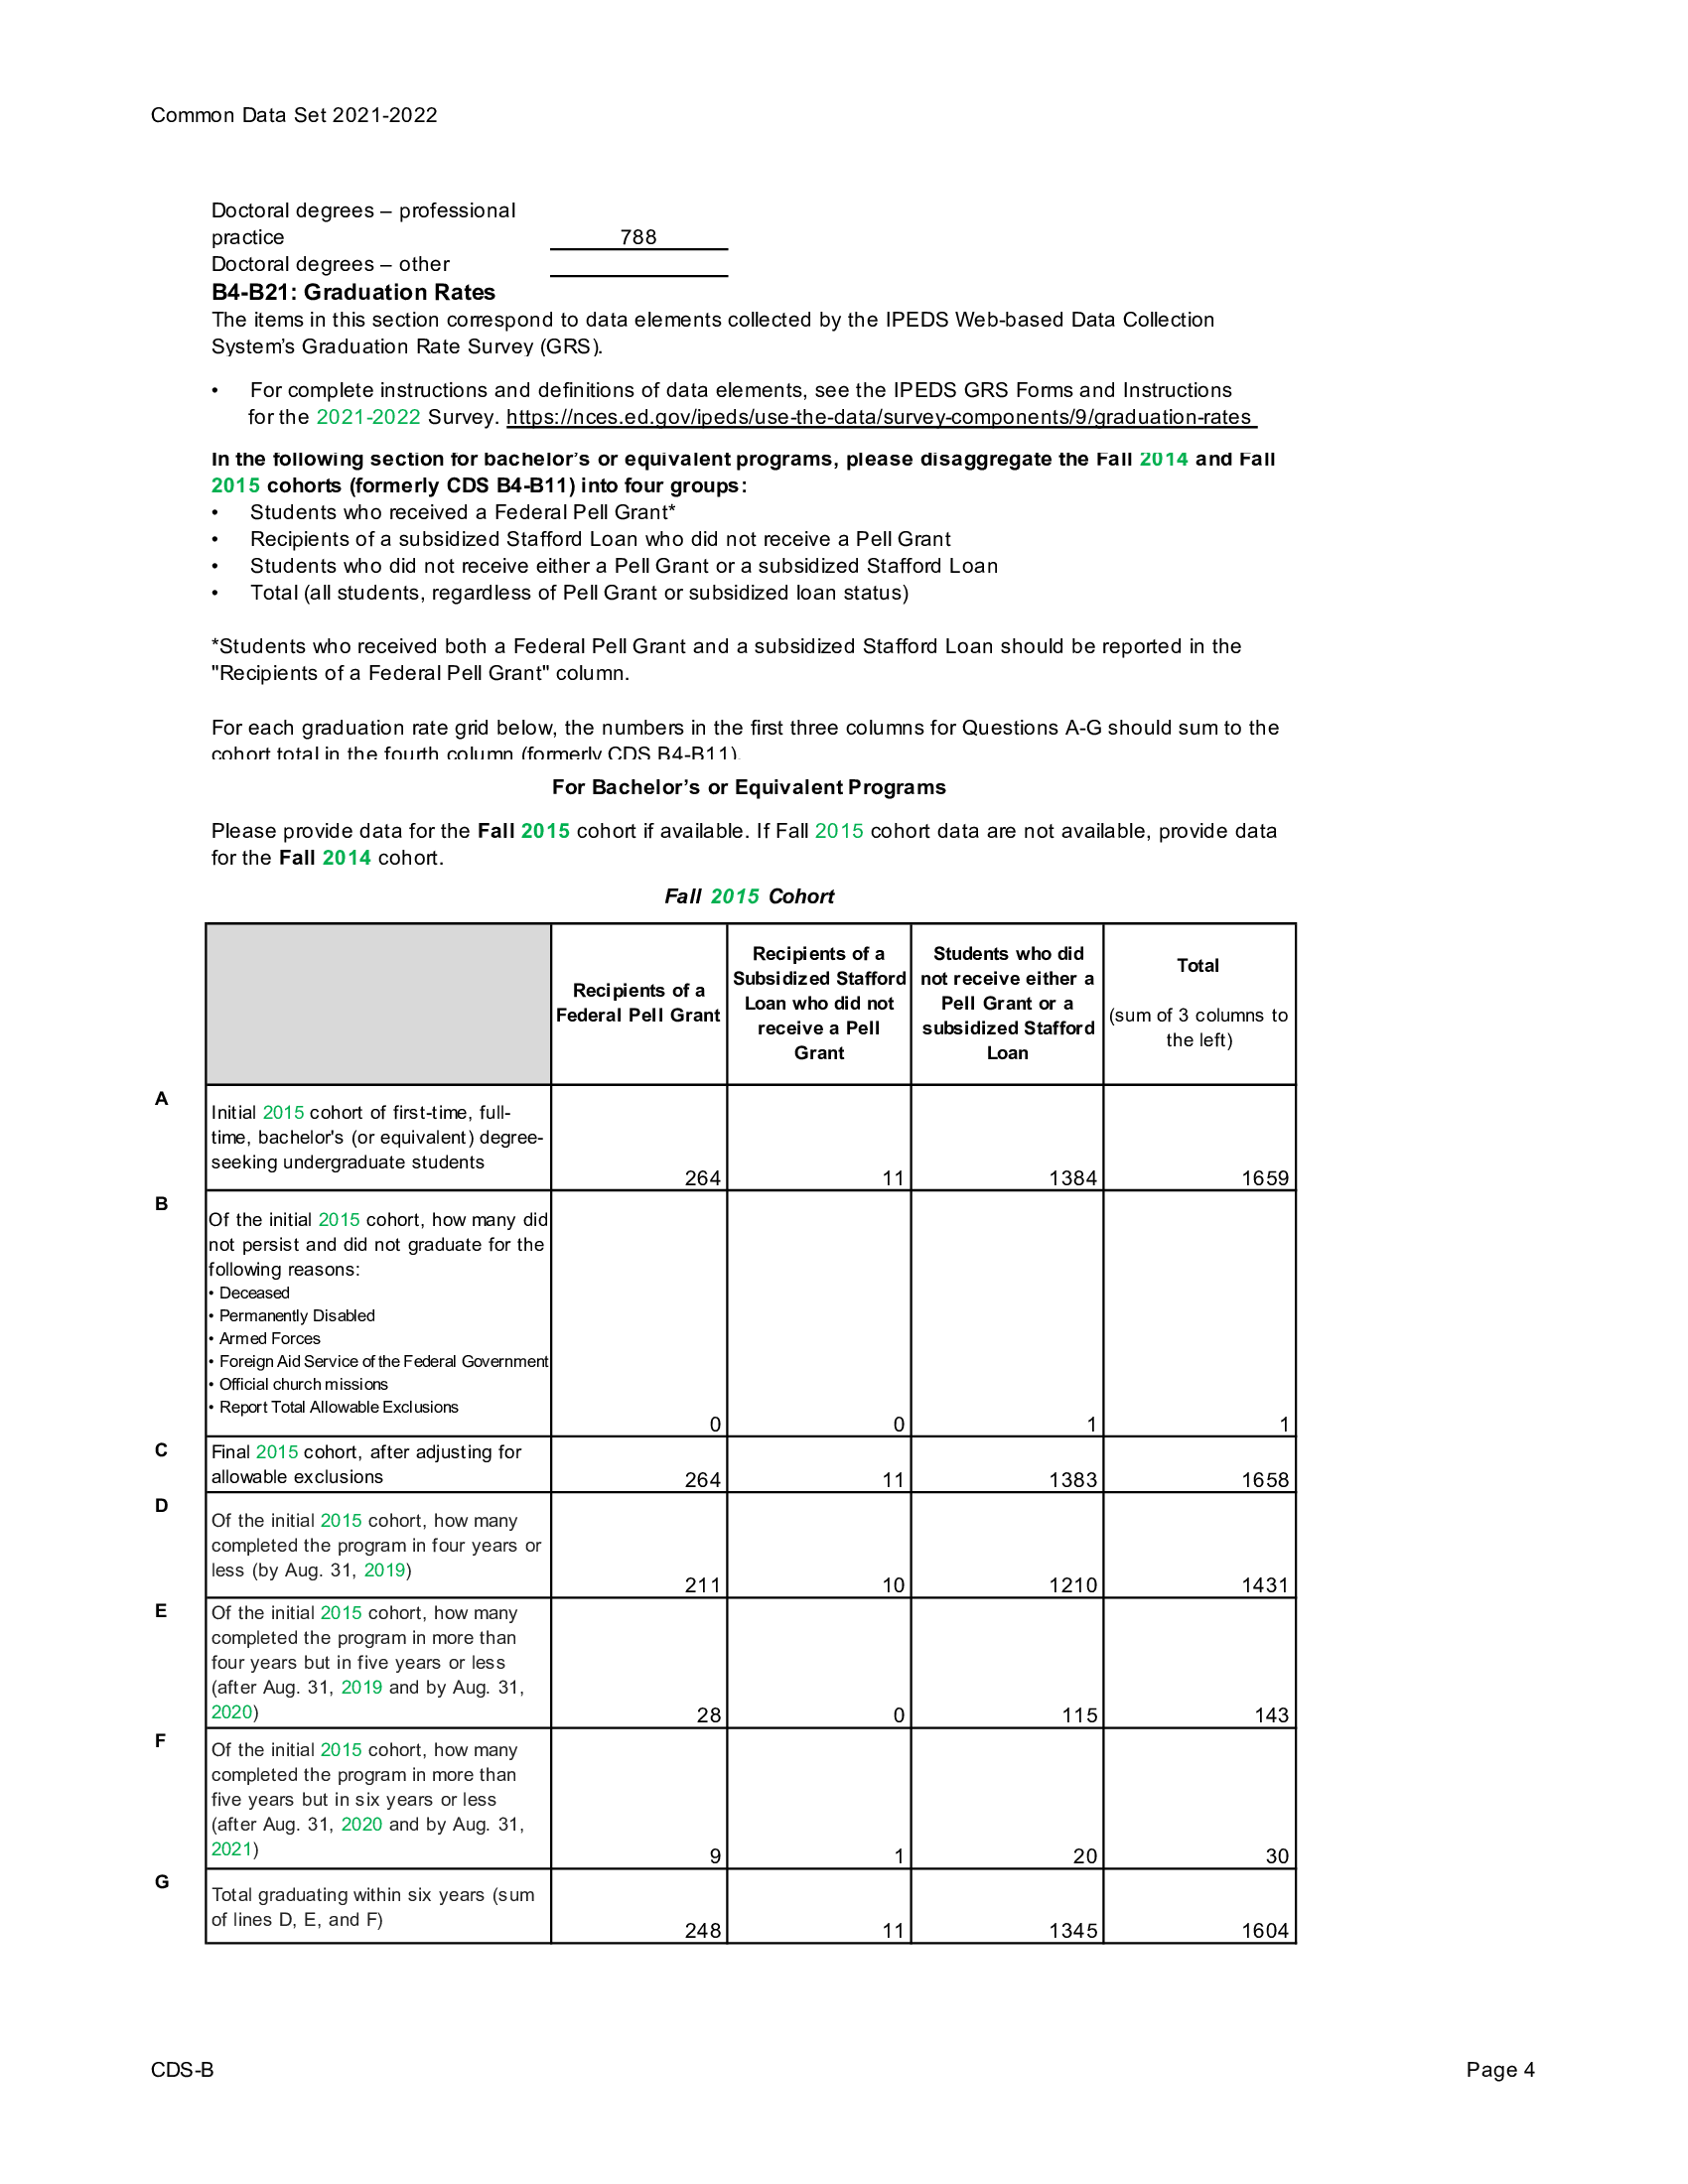 Common Data Set 2021-2022
Doctoral degrees – professional
practice 788
Doctoral degrees – other
B4-B21: Graduation Rates
The items in this section correspond to data elements collected by the IPEDS Web-based Data Collection
System's Graduation Rate Survey (GRS).
• For complete instructions and definitions of data elements, see the IPEDS GRS Forms and Instructions
for the 2021-2022 Survey. https://nces.ed.gov/ipeds/use-the-data/survey-components/9/graduation-rates
In the following section for bachelor's or equivalent programs, please disaggregate the Fall 2014 and Fall
2015 cohorts (formerly CDS B4-B11) into four groups:
• Students who received a Federal Pell Grant*
• Recipients of a subsidized Stafford Loan who did not receive a Pell Grant
• Students who did not receive either a Pell Grant or a subsidized Stafford Loan
• Total (all students, regardless of Pell Grant or subsidized loan status)
*Students who received both a Federal Pell Grant and a subsidized Stafford Loan should be reported in the
"Recipients of a Federal Pell Grant" column.
For each graduation rate grid below, the numbers in the first three columns for Questions A-G should sum to the
cohort total in the fourth column (formerly CDS B4-B11).
For Bachelor's or Equivalent Programs
Please provide data for the Fall 2015 cohort if available. If Fall 2015 cohort data are not available, provide data
for the Fall 2014 cohort.
Fall 2015 Cohort
Recipients of a
Federal Pell Grant
Recipients of a
Subsidized Stafford
Loan who did not
receive a Pell
Grant
Students who did
not receive either a
Pell Grant or a
subsidized Stafford
Loan
Total
(sum of 3 columns to
the left)
A
Initial 2015 cohort of first-time, full-
time, bachelor's (or equivalent) degree-
seeking undergraduate students
264 11 1384 1659
B
Of the initial 2015 cohort, how many did
not persist and did not graduate for the
following reasons:
• Deceased
• Permanently Disabled
• Armed Forces
• Foreign Aid Service of the Federal Government
• Official church missions
• Report Total Allowable Exclusions
0 0 1 1
C
Final 2015 cohort, after adjusting for
allowable exclusions
264 11 1383 1658
D
Of the initial 2015 cohort, how many
completed the program in four years or
less (by Aug. 31, 2019)
211 10 1210 1431
E
Of the initial 2015 cohort, how many
completed the program in more than
four years but in five years or less
(after Aug. 31, 2019 and by Aug. 31,
2020)
28 0 115 143
F
Of the initial 2015 cohort, how many
completed the program in more than
five years but in six years or less
(after Aug. 31, 2020 and by Aug. 31,
2021)
9 1 20 30
G
Total graduating within six years (sum
of lines D, E, and F)
248 11 1345 1604
CDS-B Page 4